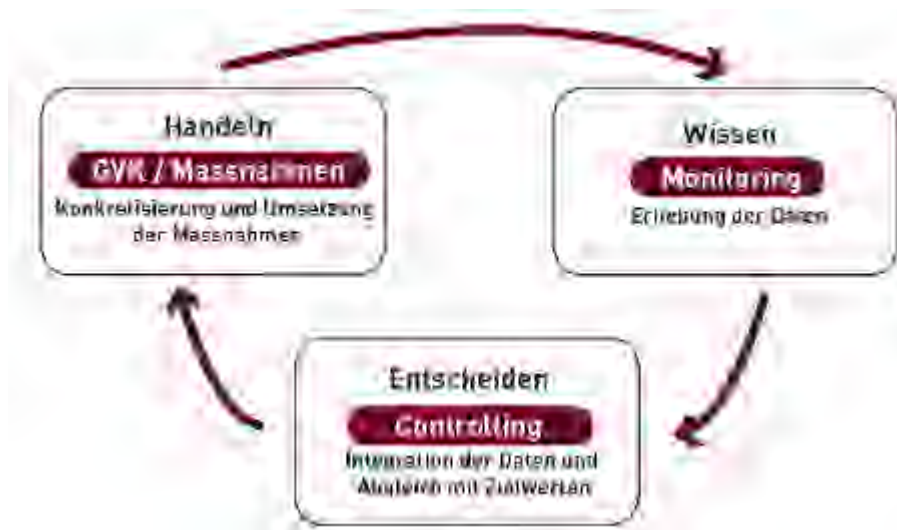 Handeln
GVK / Massnahmen
Konkretisierung und Umsetzung
der Massnahmen
Wissen
Monitoring
Erhebung der Daten
Entscheiden
Controlling
Integration der Daten und
Abgleich mit Zielwerten